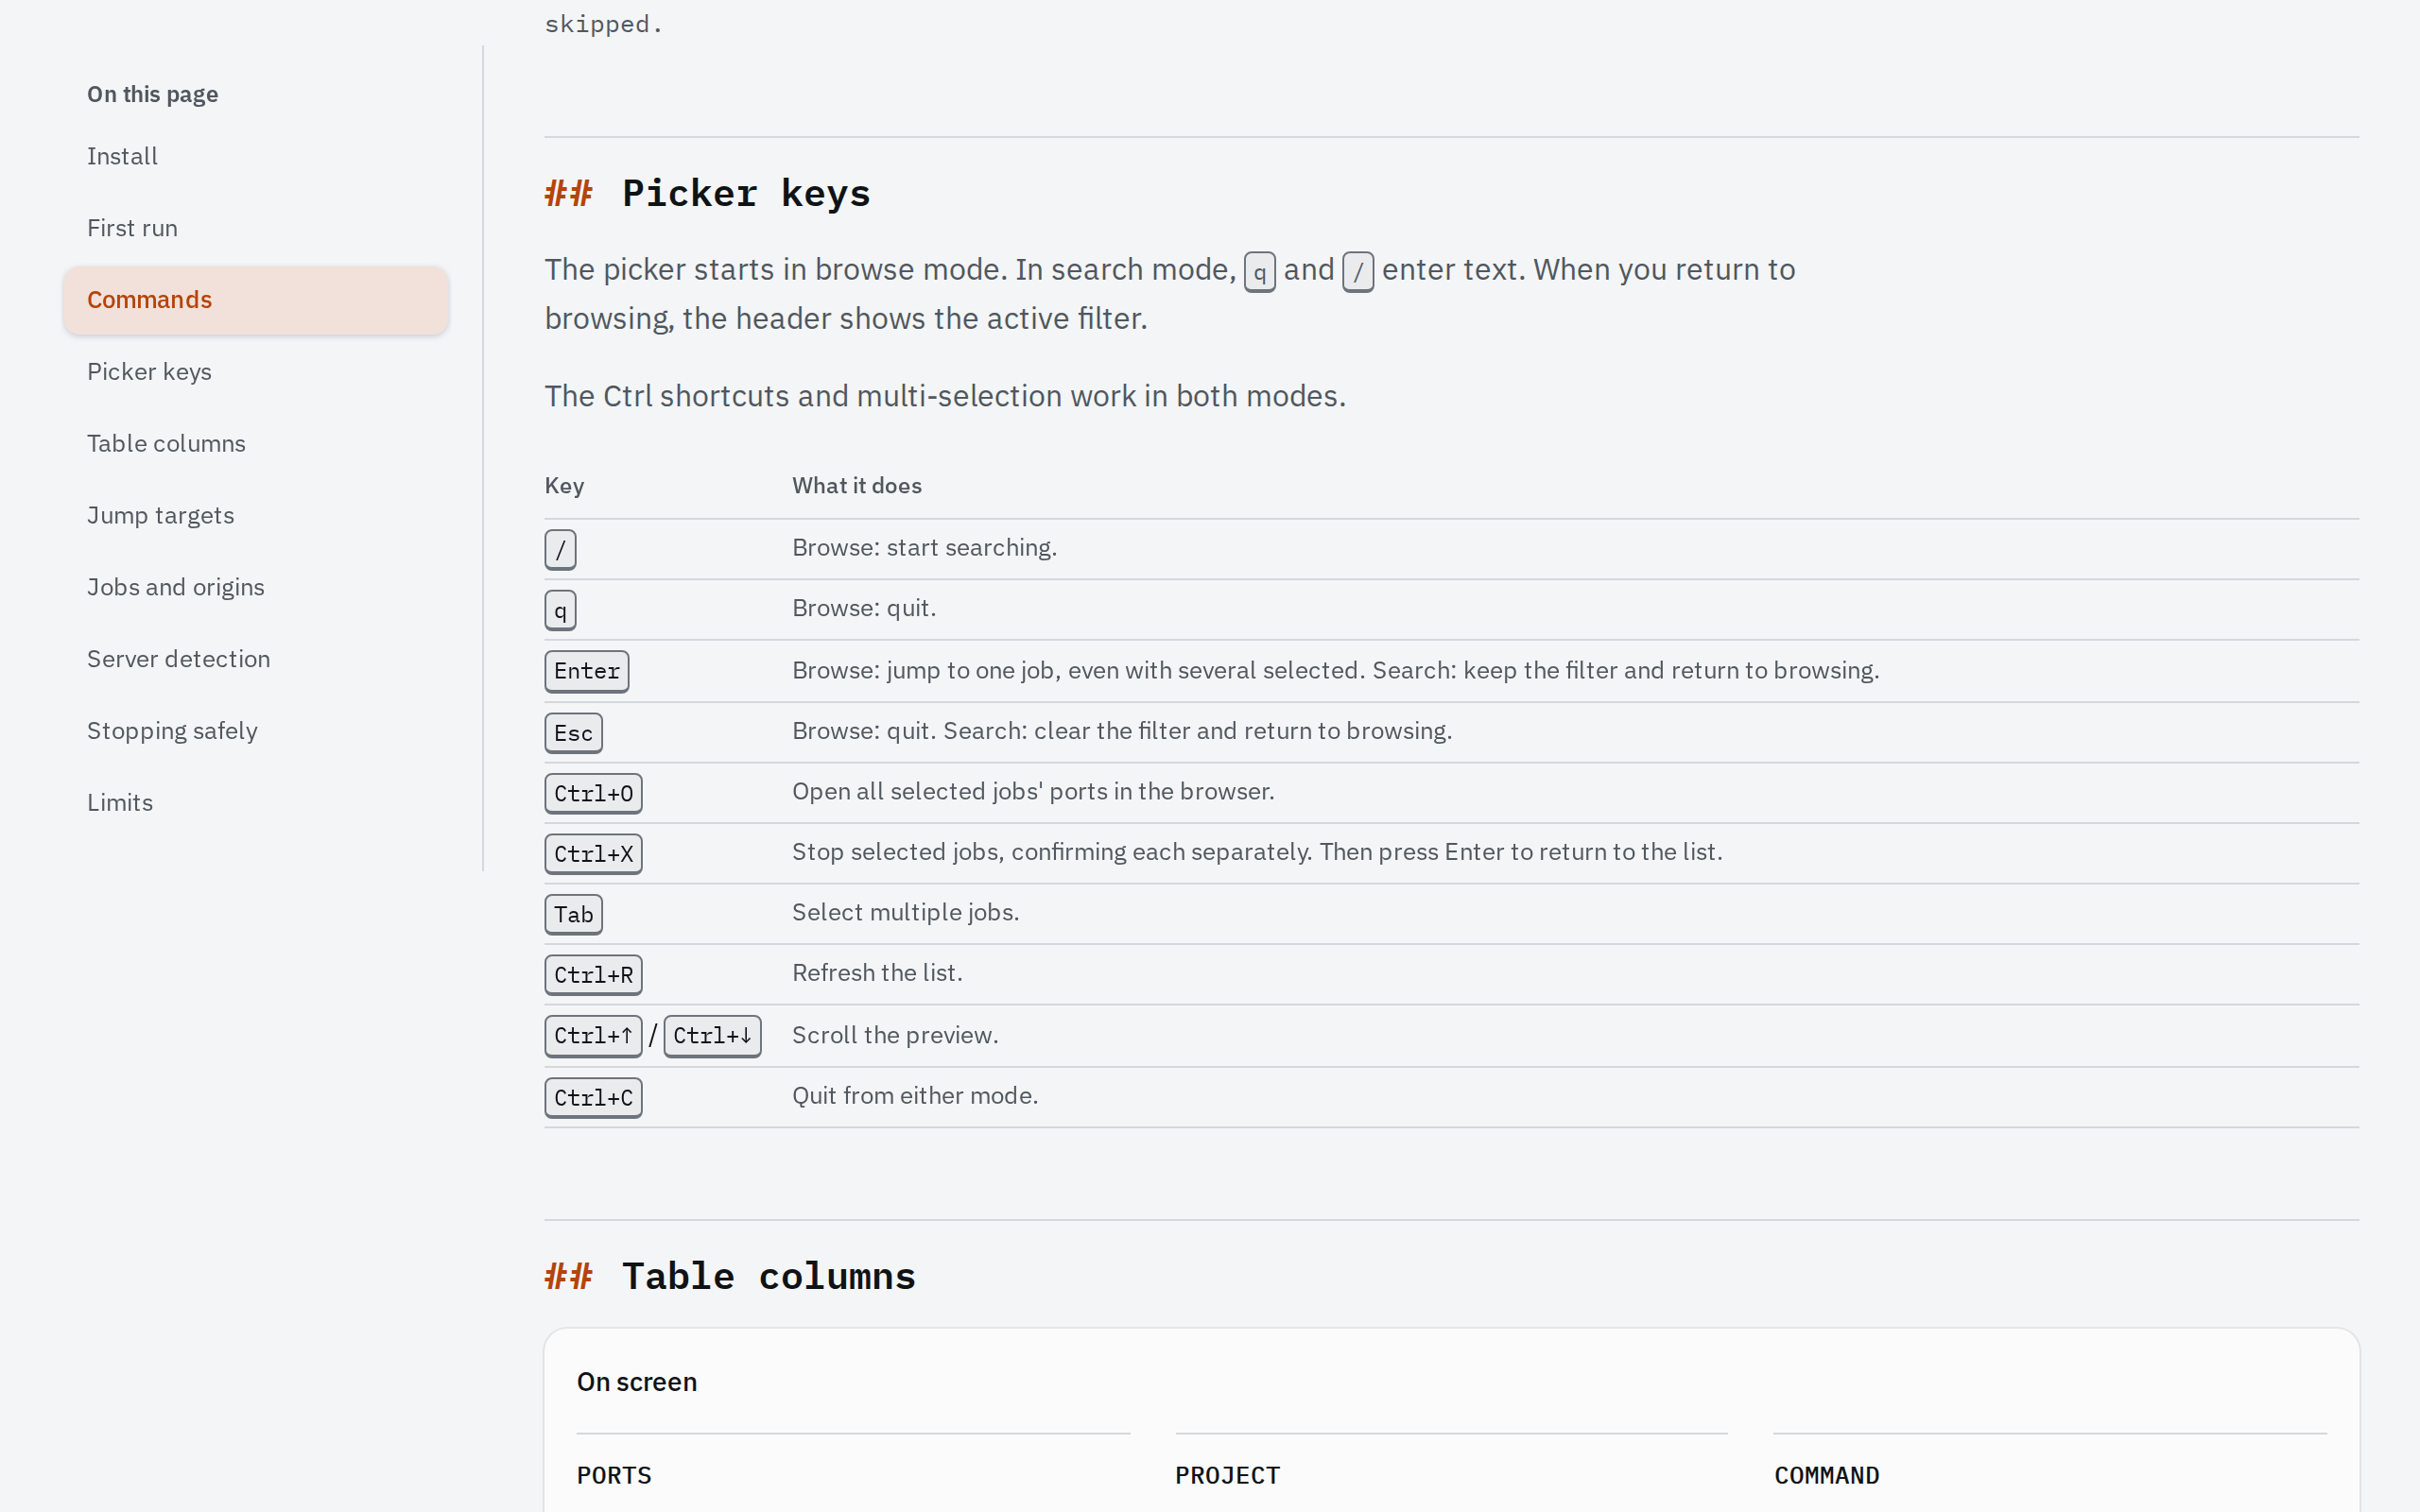 skipped.
On this page
Install
First run
Commands
Picker keys
Table columns
Jump targets
Jobs and origins
Server detection
Stopping safely
Limits
## Picker keys
The picker starts in browse mode. In search mode, q and / enter text. When you return to
browsing, the header shows the active filter.
The Ctrl shortcuts and multi-selection work in both modes.
Key What it does
/ Browse: start searching.
q Browse: quit.
Enter Browse: jump to one job, even with several selected. Search: keep the filter and return to browsing.
Esc Browse: quit. Search: clear the filter and return to browsing.
Ctrl+O Open all selected jobs' ports in the browser.
Ctrl+X Stop selected jobs, confirming each separately. Then press Enter to return to the list.
Tab Select multiple jobs.
Ctrl+R Refresh the list.
Ctrl+↑ / Ctrl+↓ Scroll the preview.
Ctrl+C Quit from either mode.
## Table columns
On screen
PORTS PROJECT COMMAND